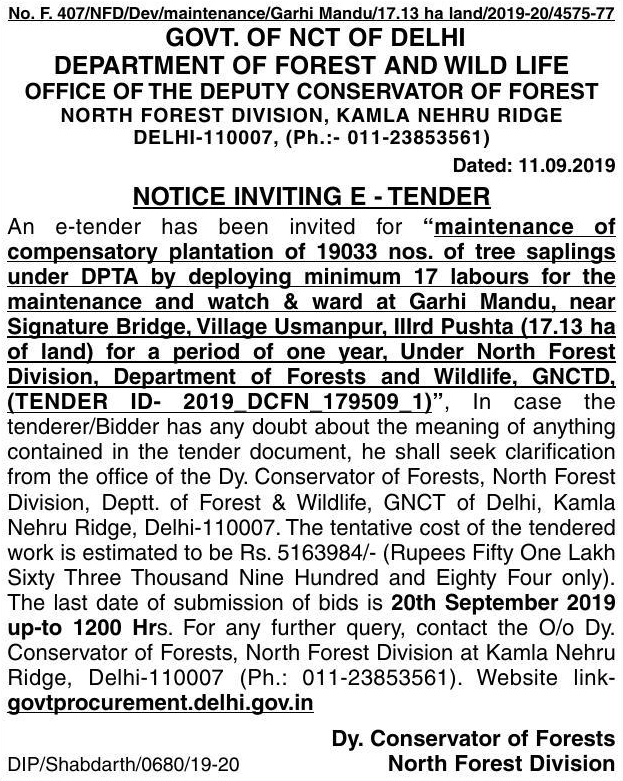 No. F. 407/NFD/Dev/maintenance/Garhi Mandu/17.13 ha land/2019-20/4575-77
GOVT. OF NCT OF DELHI
DEPARTMENT OF FOREST AND WILD LIFE
OFFICE OF THE DEPUTY CONSERVATOR OF FOREST
NORTH FOREST DIVISION, KAMLA NEHRU RIDGE
DELHI-110007, (Ph.:- 011-23853561)
Dated: 11.09.2019
NOTICE INVITING E - TENDER
An e-tender has been invited for “maintenance of
compensatory plantation of 19033 nos. of tree saplings
under DPTA by deploying minimum 17 labours for the
maintenance and watch & ward at Garhi Mandu, near
Signature Bridge, Village Usmanpur, IIIrd Pushta (17.13 ha
of land) for a period of one year, Under North Forest
Division, Department of Forests and Wildlife, GNCTD,
(TENDER ID- 2019_DCFN_179509_1)”, In case the
tenderer/Bidder has any doubt about the meaning of anything
contained in the tender document, he shall seek clarification
from the office of the Dy. Conservator of Forests, North Forest
Division, Deptt. of Forest & Wildlife, GNCT of Delhi, Kamla
Nehru Ridge, Delhi-110007. The tentative cost of the tendered
work is estimated to be Rs. 5163984/- (Rupees Fifty One Lakh
Sixty Three Thousand Nine Hundred and Eighty Four only).
The last date of submission of bids is 20th September 2019
up-to 1200 Hrs. For any further query, contact the O/o Dy.
Conservator of Forests, North Forest Division at Kamla Nehru
Ridge, Delhi-110007 (Ph.: 011-23853561). Website link-
govtprocurement.delhi.gov.in
Dy. Conservator of Forests
DIP/Shabdarth/0680/19-20 North Forest Division